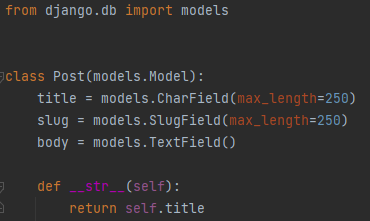 from django.db import models
class Post(models.Model):
title = models.CharField(max_length=250)
slug = models.SlugField(max_length=250)
body = models.TextField()
def __str__(self):
return self.title